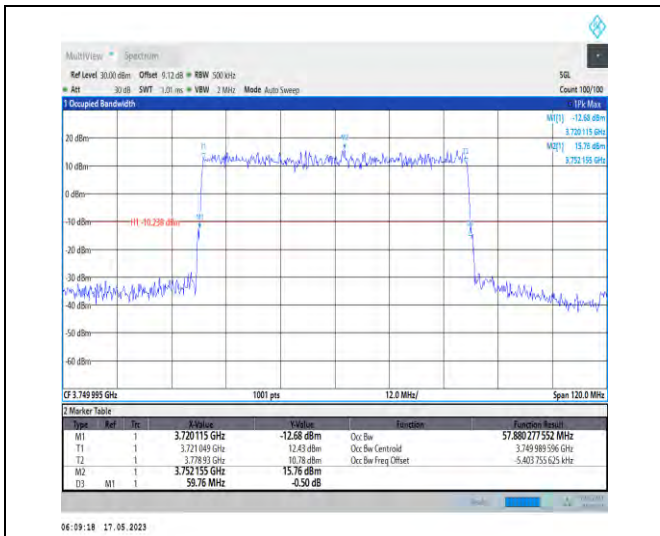 MultiView Spectrum
Ref Level 30.00 dBm Offset 9.12 dB RBW 500 kHz SGL
Att 30 dB SWT 1.01 ms VBW 2 MHz Mode Auto Sweep Count 100/100
1 Occupied Bandwidth 1Pk Max
M1[1] -12.68 dBm
3.720115 GHz
20 dBm M2[1] 15.76 dBm
3.752155 GHz
T1 M2 T2
10 dBm
0 dBm
M1
-10 dBm H1 -10.238 dBm
-20 dBm
-30 dBm
-40 dBm
-50 dBm
-60 dBm
CF 3.749995 GHz 1001 pts 12.0 MHz/ Span 120.0 MHz
2 Marker Table
Type Ref Trc X-Value Y-Value Function Function Result
M1 1 3.720115 GHz -12.68 dBm Occ Bw 57.880277552 MHz
T1 1 3.721049 GHz 12.43 dBm Occ Bw Centroid 3.749989596 GHz
T2 1 3.77893 GHz 10.78 dBm Occ Bw Freq Offset -5.403755625 kHz
M2 1 3.752155 GHz 15.76 dBm
D3 M1 1 59.76 MHz -0.50 dB
06:09:18 17.05.2023